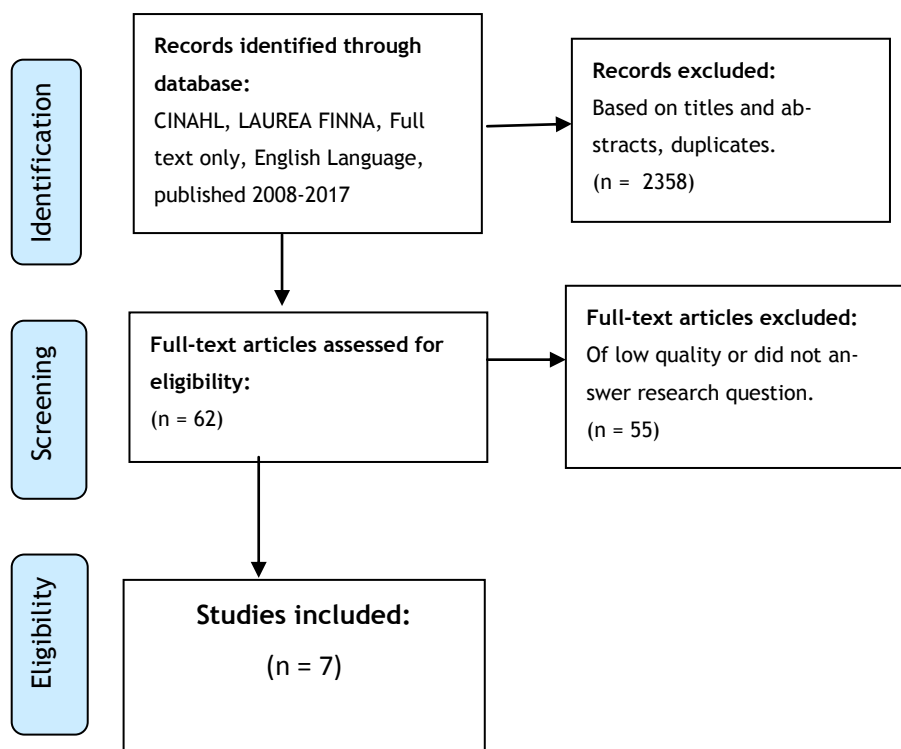 Identification
Records identified through
database:
CINAHL, LAUREA FINNA, Full
text only, English Language,
published 2008-2017
Records excluded:
Based on titles and ab-
stracts, duplicates.
(n = 2358)
Screening
Full-text articles assessed for
eligibility:
(n = 62)
Full-text articles excluded:
Of low quality or did not an-
swer research question.
(n = 55)
Eligibility
Studies included:
(n = 7)